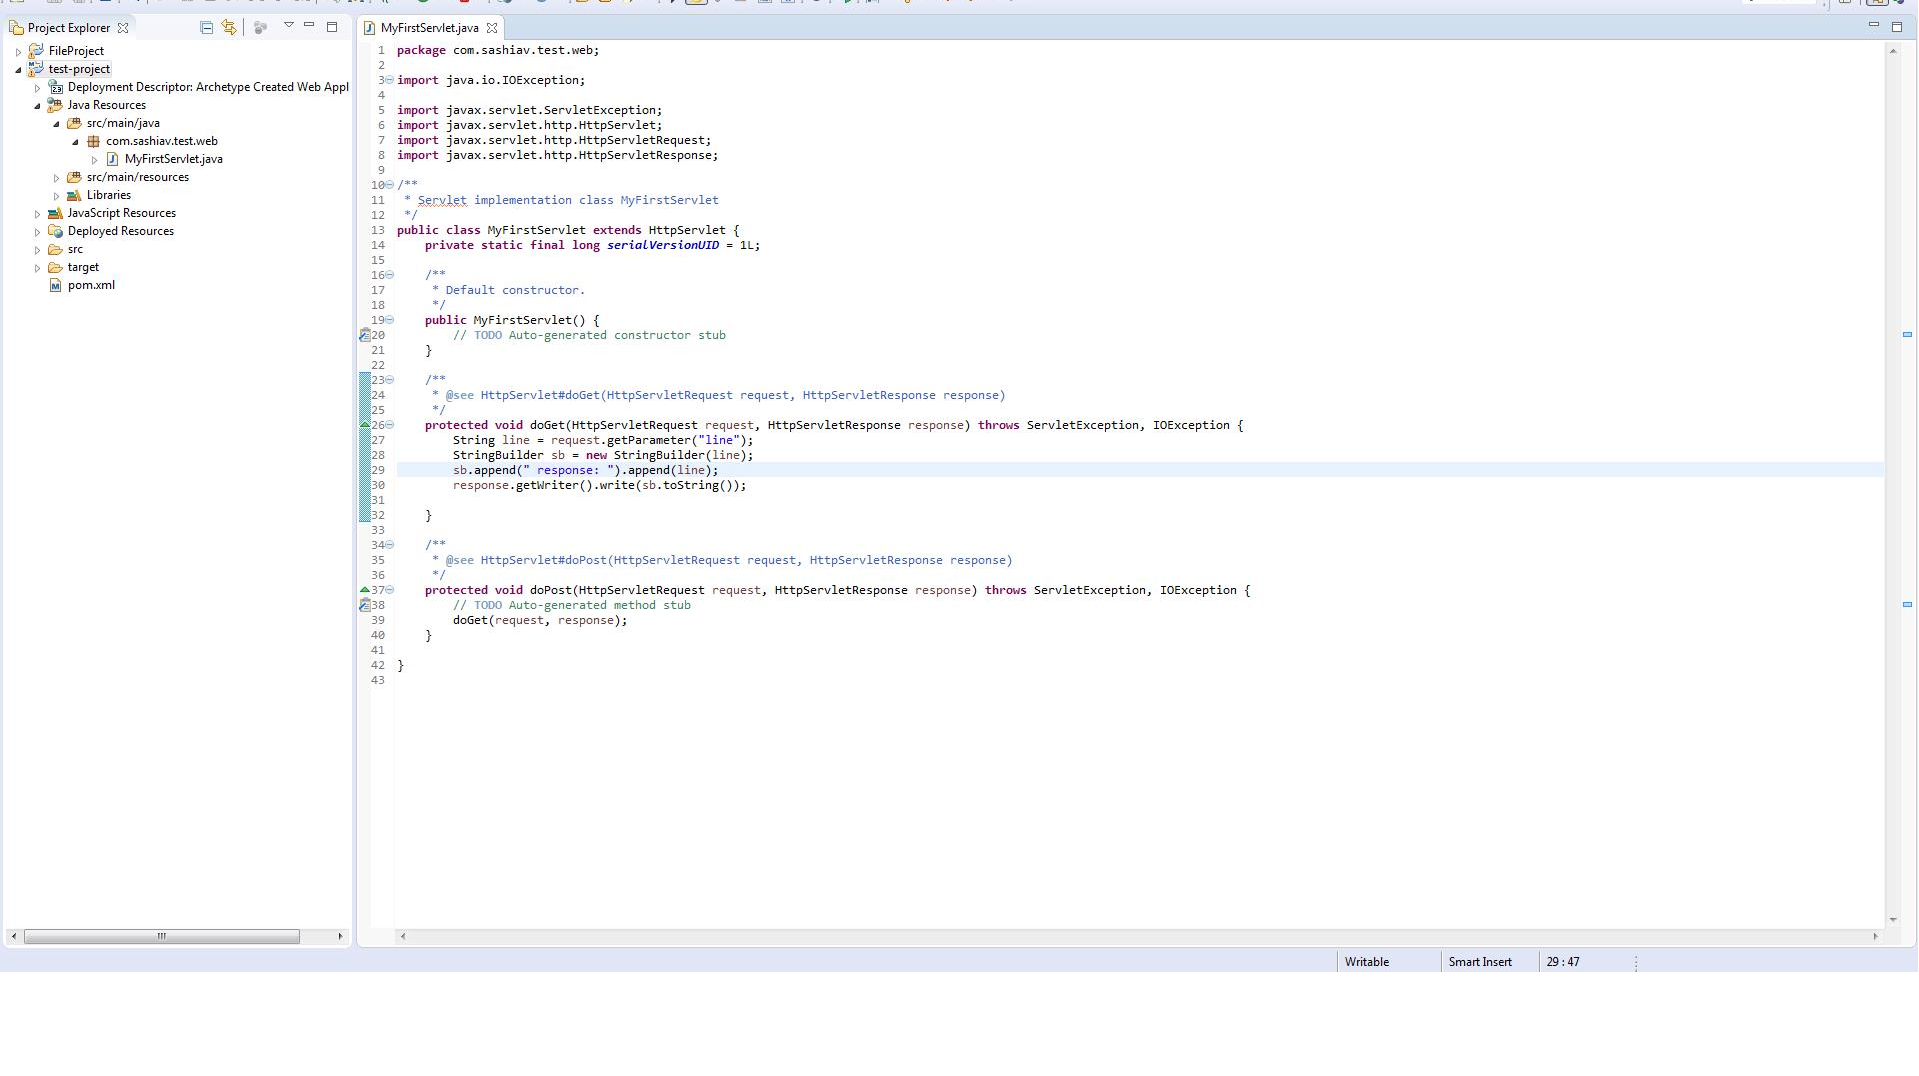 Project Explorer
FileProject
test-project
Deployment Descriptor: Archetype Created Web Appl
Java Resources
src/main/java
com.sashiav.test.web
MyFirstServlet.java
src/main/resources
Libraries
JavaScript Resources
Deployed Resources
src
target
pom.xml
MyFirstServlet.java
1 package com.sashiav.test.web;
2
3 import java.io.IOException;
4
5 import javax.servlet.ServletException;
6 import javax.servlet.http.HttpServlet;
7 import javax.servlet.http.HttpServletRequest;
8 import javax.servlet.http.HttpServletResponse;
9
10 /**
11  * Servlet implementation class MyFirstServlet
12  */
13 public class MyFirstServlet extends HttpServlet {
14     private static final long serialVersionUID = 1L;
15
16     /**
17      * Default constructor.
18      */
19     public MyFirstServlet() {
20         // TODO Auto-generated constructor stub
21     }
22
23     /**
24      * @see HttpServlet#doGet(HttpServletRequest request, HttpServletResponse response)
25      */
26     protected void doGet(HttpServletRequest request, HttpServletResponse response) throws ServletException, IOException {
27         String line = request.getParameter("line");
28         StringBuilder sb = new StringBuilder(line);
29         sb.append(" response: ").append(line);
30         response.getWriter().write(sb.toString());
31
32     }
33
34     /**
35      * @see HttpServlet#doPost(HttpServletRequest request, HttpServletResponse response)
36      */
37     protected void doPost(HttpServletRequest request, HttpServletResponse response) throws ServletException, IOException {
38         // TODO Auto-generated method stub
39         doGet(request, response);
40     }
41
42 }
43
Writable
Smart Insert
29 : 47